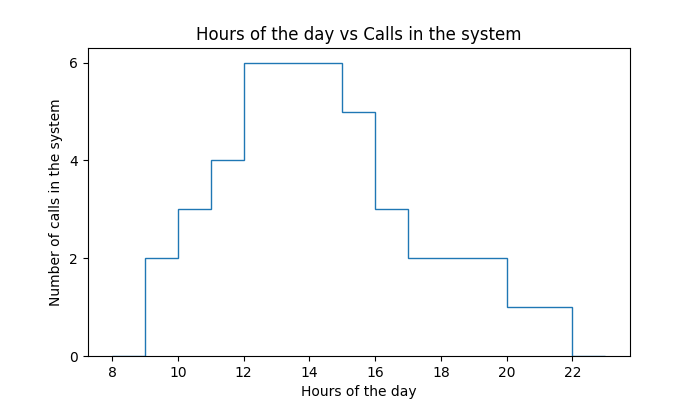 Hours of the day vs Calls in the system
Number of calls in the system
6
4
2
0
8 10 12 14 16 18 20 22
Hours of the day